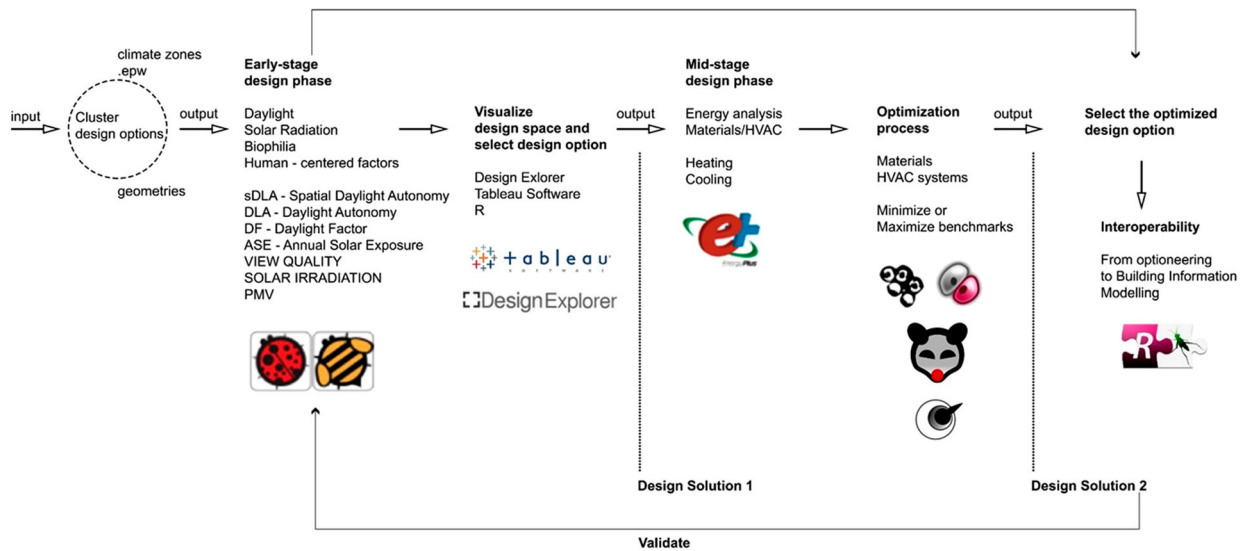 input
climate zones
.epw
Cluster
design options
geometries
output
Early-stage
design phase
Daylight
Solar Radiation
Biophilia
Human - centered factors
sDLA - Spatial Daylight Autonomy
DLA - Daylight Autonomy
DF - Daylight Factor
ASE - Annual Solar Exposure
VIEW QUALITY
SOLAR IRRADIATION
PMV
Visualize
design space and
select design option
Design Exlorer
Tableau Software
R
tableau
SOFTWARE
DesignExplorer
output
Mid-stage
design phase
Energy analysis
Materials/HVAC
Heating
Cooling
e+
EnergyPlus
Optimization
process
Materials
HVAC systems
Minimize or
Maximize benchmarks
output
Select the optimized
design option
Interoperability
From optioneering
to Building Information
Modelling
R
Design Solution 1
Design Solution 2
Validate